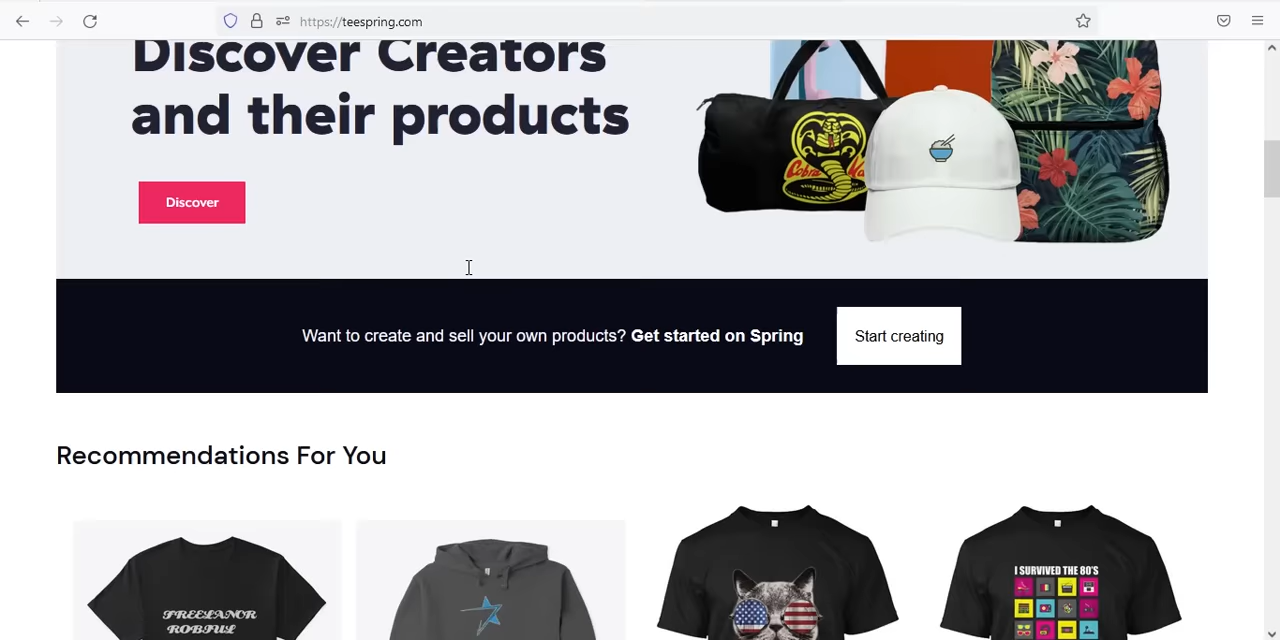 https://teespring.com
Discover Creators
and their products
Discover
Want to create and sell your own products? Get started on Spring
Start creating
Recommendations For You
FREELANOR
ROBFUL
I SURVIVED THE 80'S